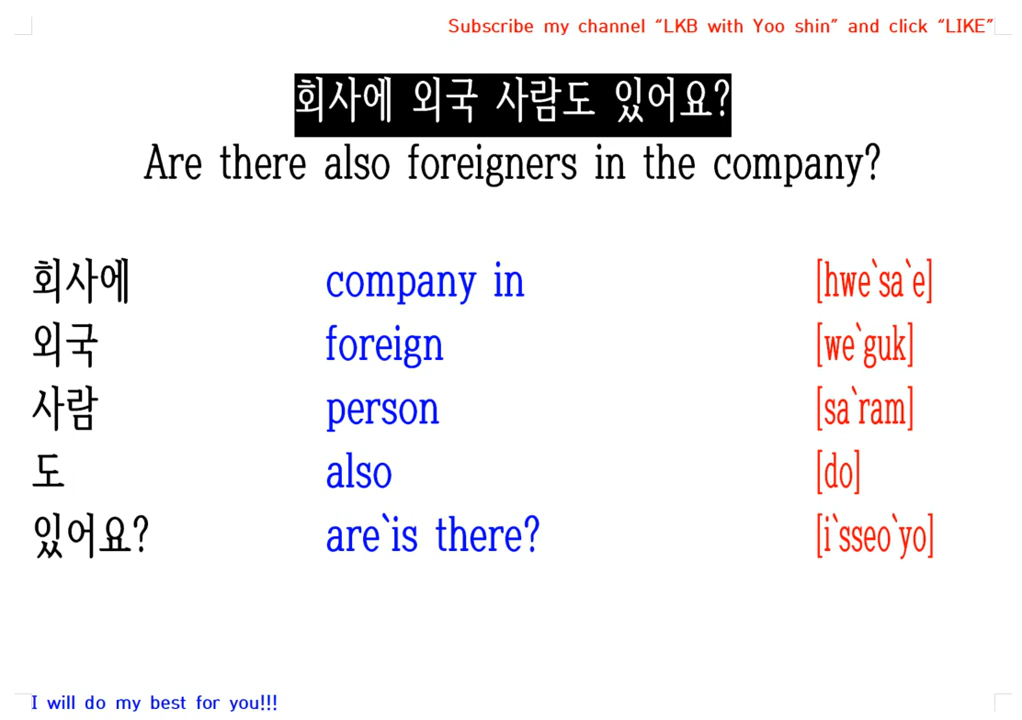 Subscribe my channel “LKB with Yoo shin” and click “LIKE”
회사에 외국 사람도 있어요?
Are there also foreigners in the company?
회사에 company in [hwe`sa`e]
외국 foreign [we`guk]
사람 person [sa`ram]
도 also [do]
있어요? are`is there? [i`sseo`yo]
I will do my best for you!!!